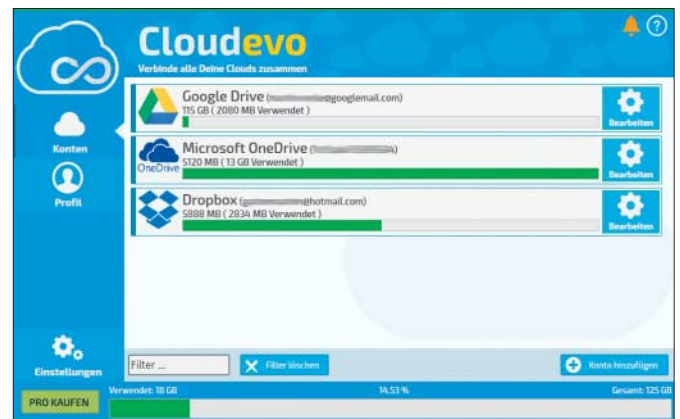 Cloudevo
Verbinde alle Deine Clouds zusammen
?
Konten
Profil
Einstellungen
PRO KAUFEN
Google Drive ( googlemail.com)
115 GB ( 2080 MB Verwendet )
Bearbeiten
OneDrive
Microsoft OneDrive (
5120 MB ( 13 GB Verwendet )
Bearbeiten
Dropbox ( @hotmail.com)
5888 MB ( 2834 MB Verwendet )
Bearbeiten
Filter ...
Filter löschen
Konto hinzufügen
Verwendet: 18 GB
14.53 %
Gesamt: 125 GB